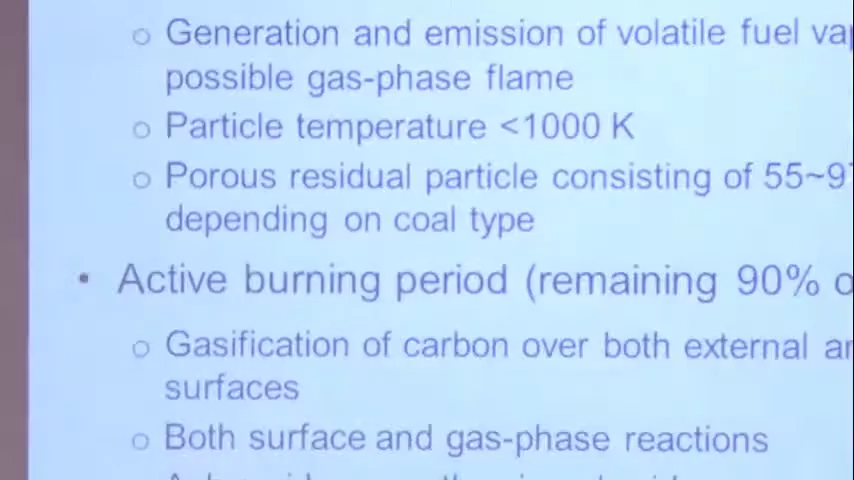 ○ Generation and emission of volatile fuel
possible gas-phase flame
○ Particle temperature <1000 K
○ Porous residual particle consisting of
depending on coal type
• Active burning period (remaining 90%
○ Gasification of carbon over both external
surfaces
○ Both surface and gas-phase reactions